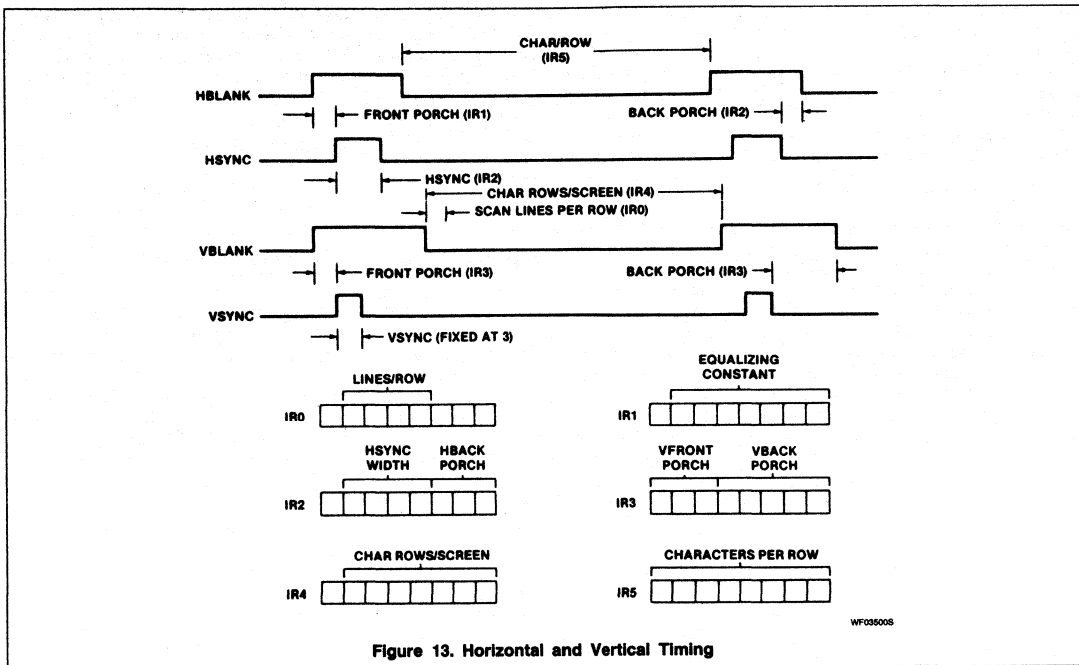 CHAR/ROW
(IR5)
HBLANK
FRONT PORCH (IR1)
BACK PORCH (IR2)
HSYNC
HSYNC (IR2)
CHAR ROWS/SCREEN (IR4)
SCAN LINES PER ROW (IR0)
VBLANK
FRONT PORCH (IR3)
BACK PORCH (IR3)
VSYNC
VSYNC (FIXED AT 3)
LINES/ROW
IR0
EQUALIZING
CONSTANT
IR1
HSYNC
WIDTH
HBACK
PORCH
IR2
VFRONT
PORCH
VBACK
PORCH
IR3
CHAR ROWS/SCREEN
IR4
CHARACTERS PER ROW
IR5
WF03500S
Figure 13. Horizontal and Vertical Timing